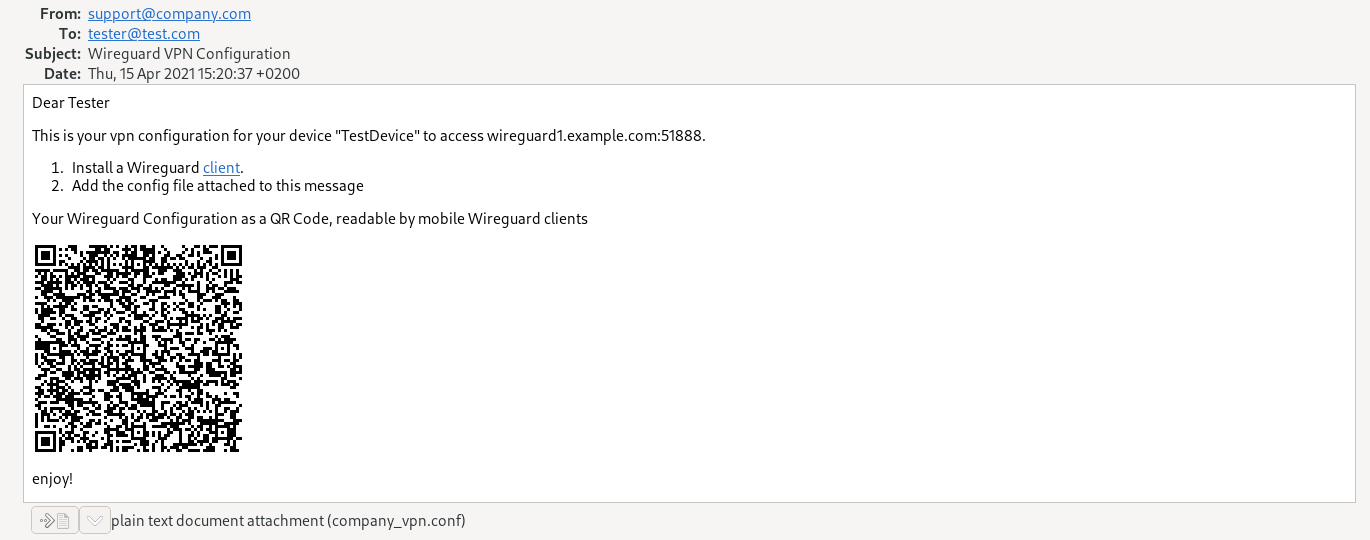 From: support@company.com
To: tester@test.com
Subject: Wireguard VPN Configuration
Date: Thu, 15 Apr 2021 15:20:37 +0200
Dear Tester
This is your vpn configuration for your device "TestDevice" to access wireguard1.example.com:51888.
1. Install a Wireguard client.
2. Add the config file attached to this message
Your Wireguard Configuration as a QR Code, readable by mobile Wireguard clients
enjoy!
plain text document attachment (company_vpn.conf)